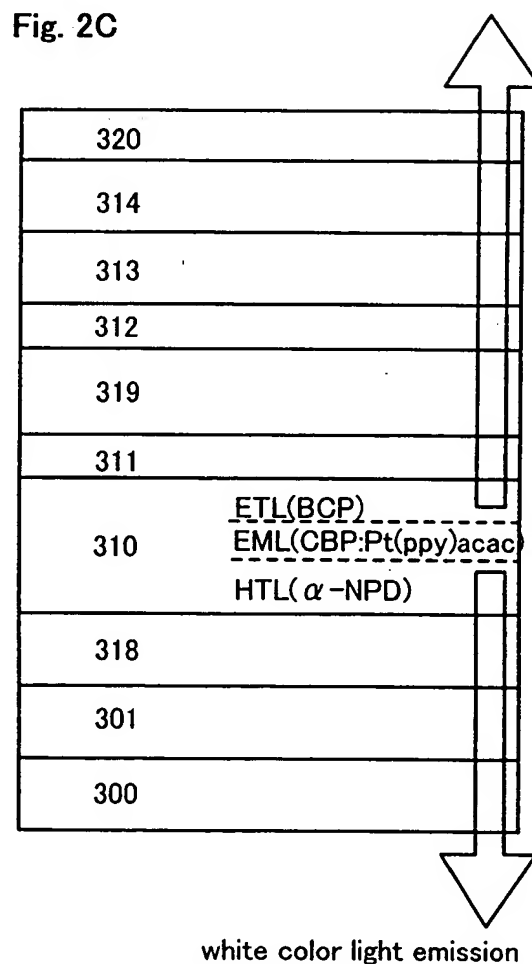 Fig. 2C
320
314
313
312
319
311
ETL(BCP)
310
EML(CBP:Pt(ppy)acac)
HTL(α-NPD)
318
301
300
white color light emission